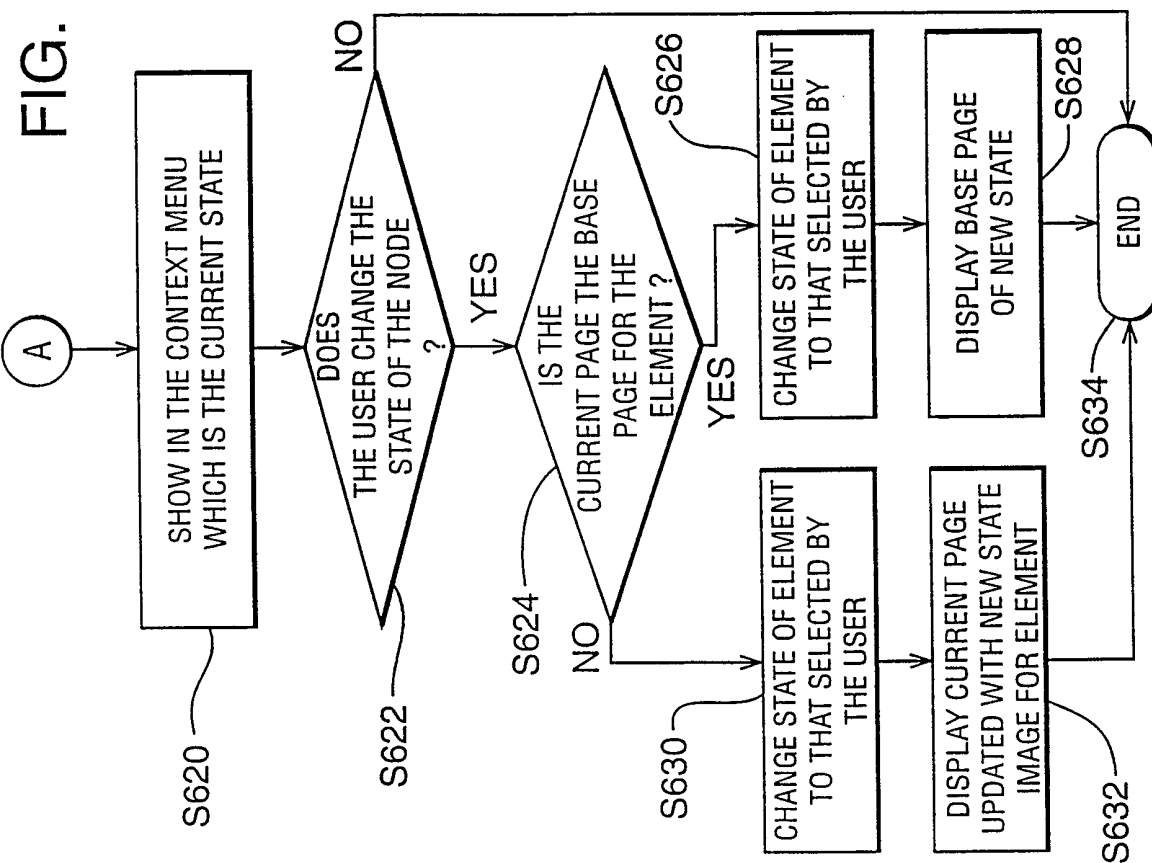 FIG.
A
SHOW IN THE CONTEXT MENU
WHICH IS THE CURRENT STATE
S620
DOES
THE USER CHANGE THE
STATE OF THE NODE
?
NO
S622
YES
IS THE
CURRENT PAGE THE BASE
PAGE FOR THE
ELEMENT ?
S624
NO
YES
S630
CHANGE STATE OF ELEMENT
TO THAT SELECTED BY
THE USER
S626
CHANGE STATE OF ELEMENT
TO THAT SELECTED BY
THE USER
DISPLAY CURRENT PAGE
UPDATED WITH NEW STATE
IMAGE FOR ELEMENT
S632
DISPLAY BASE PAGE
OF NEW STATE
S628
S634
END